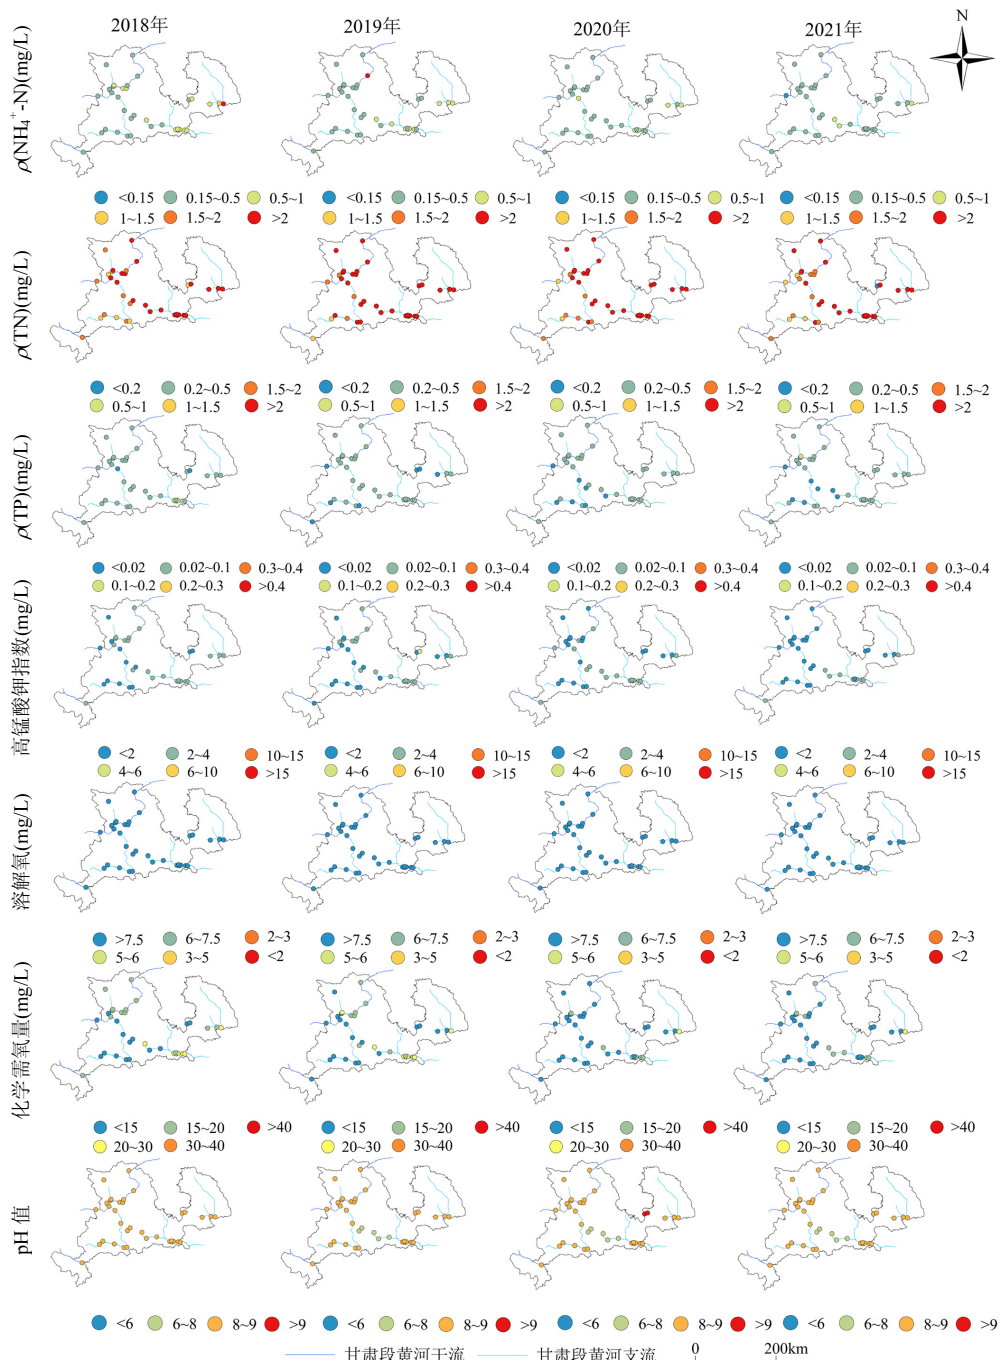 2018年 2019年 2020年 2021年 N
ρ(NH₄⁺-N)(mg/L)
<0.15 0.15~0.5 0.5~1 <0.15 0.15~0.5 0.5~1 <0.15 0.15~0.5 0.5~1 <0.15 0.15~0.5 0.5~1
1~1.5 1.5~2 >2 1~1.5 1.5~2 >2 1~1.5 1.5~2 >2 1~1.5 1.5~2 >2
ρ(TN)(mg/L)
<0.2 0.2~0.5 1.5~2 <0.2 0.2~0.5 1.5~2 <0.2 0.2~0.5 1.5~2 <0.2 0.2~0.5 1.5~2
0.5~1 1~1.5 >2 0.5~1 1~1.5 >2 0.5~1 1~1.5 >2 0.5~1 1~1.5 >2
ρ(TP)(mg/L)
<0.02 0.02~0.1 0.3~0.4 <0.02 0.02~0.1 0.3~0.4 <0.02 0.02~0.1 0.3~0.4 <0.02 0.02~0.1 0.3~0.4
0.1~0.2 0.2~0.3 >0.4 0.1~0.2 0.2~0.3 >0.4 0.1~0.2 0.2~0.3 >0.4 0.1~0.2 0.2~0.3 >0.4
高锰酸钾指数(mg/L)
<2 2~4 10~15 <2 2~4 10~15 <2 2~4 10~15 <2 2~4 10~15
4~6 6~10 >15 4~6 6~10 >15 4~6 6~10 >15 4~6 6~10 >15
溶解氧(mg/L)
>7.5 6~7.5 2~3 >7.5 6~7.5 2~3 >7.5 6~7.5 2~3 >7.5 6~7.5 2~3
5~6 3~5 <2 5~6 3~5 <2 5~6 3~5 <2 5~6 3~5 <2
化学需氧量(mg/L)
<15 15~20 >40 <15 15~20 >40 <15 15~20 >40 <15 15~20 >40
20~30 30~40 20~30 30~40 20~30 30~40 20~30 30~40
pH 值
<6 6~8 8~9 >9 <6 6~8 8~9 >9 <6 6~8 8~9 >9 <6 6~8 8~9 >9
甘肃段黄河干流 甘肃段黄河支流 0 200km